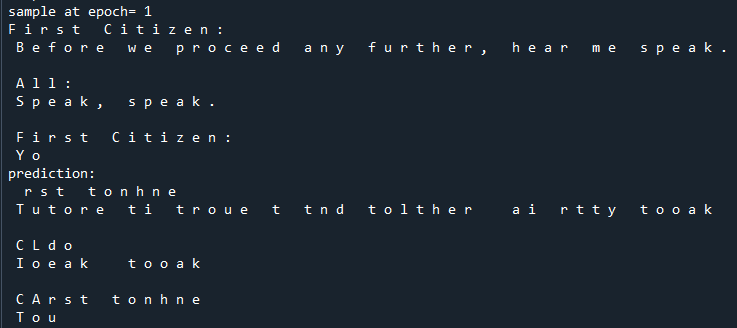 sample at epoch= 1
F i r s t   C i t i z e n :
 B e f o r e   w e   p r o c e e d   a n y   f u r t h e r ,   h e a r   m e   s p e a k .

 A l l :
 S p e a k ,   s p e a k .

 F i r s t   C i t i z e n :
 Y o
prediction:
  r s t   t o n h n e
 T u t o r e   t i   t r o u e   t   t n d   t o l t h e r     a i   r t t y   t o o a k

 C L d o
 I o e a k     t o o a k

 C A r s t   t o n h n e
 T o u